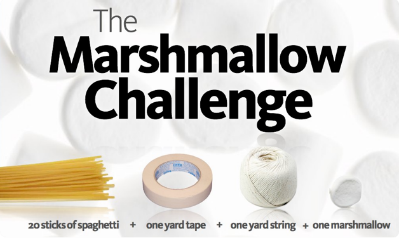 The
Marshmallow
Challenge
20 sticks of spaghetti + one yard tape + one yard string + one marshmallow